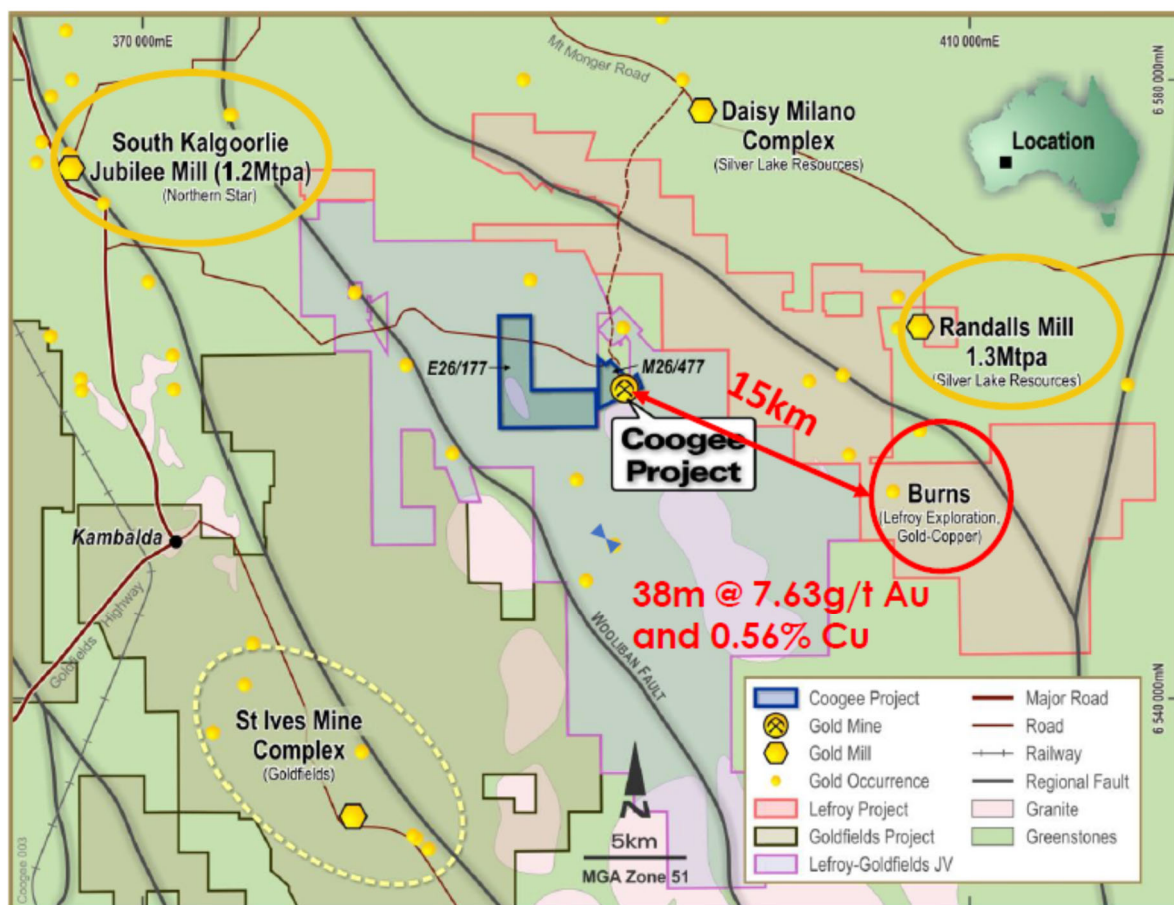 370 000mE
410 000mE
6 580 000mN
Mt Monger Road
South Kalgoorlie
Jubilee Mill (1.2Mtpa)
(Northern Star)
Daisy Milano
Complex
(Silver Lake Resources)
Location
Randalls Mill
1.3Mtpa
(Silver Lake Resources)
E26/177
M26/477
15km
Coogee
Project
Burns
(Lefroy Exploration,
Gold-Copper)
Kambalda
Goldfields Highway
38m @ 7.63g/t Au
and 0.56% Cu
WOOLIBAN FAULT
St Ives Mine
Complex
(Goldfields)
6 540 000mN
N
5km
MGA Zone 51
Coogee 003
Coogee Project
Gold Mine
Gold Mill
Gold Occurrence
Lefroy Project
Goldfields Project
Lefroy-Goldfields JV
Major Road
Road
Railway
Regional Fault
Granite
Greenstones